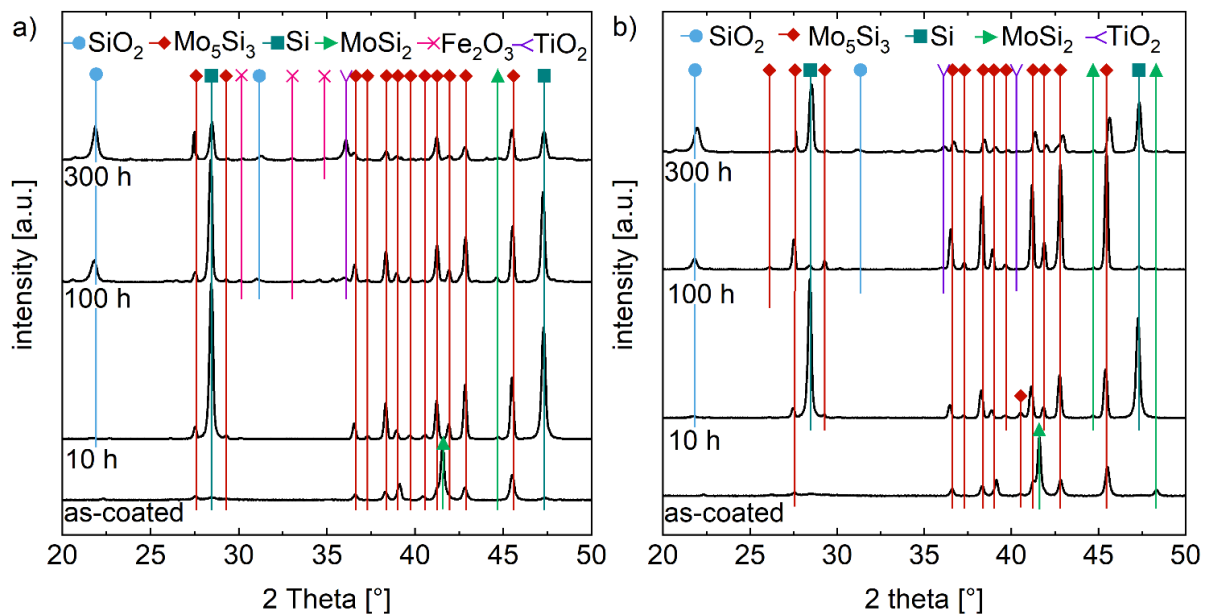 a)
SiO₂ Mo₅Si₃ Si MoSi₂ Fe₂O₃ TiO₂
300 h
100 h
10 h
as-coated
intensity [a.u.]
20 25 30 35 40 45 50
2 Theta [°]
b)
SiO₂ Mo₅Si₃ Si MoSi₂ TiO₂
300 h
100 h
10 h
as-coated
intensity [a.u.]
20 25 30 35 40 45 50
2 theta [°]